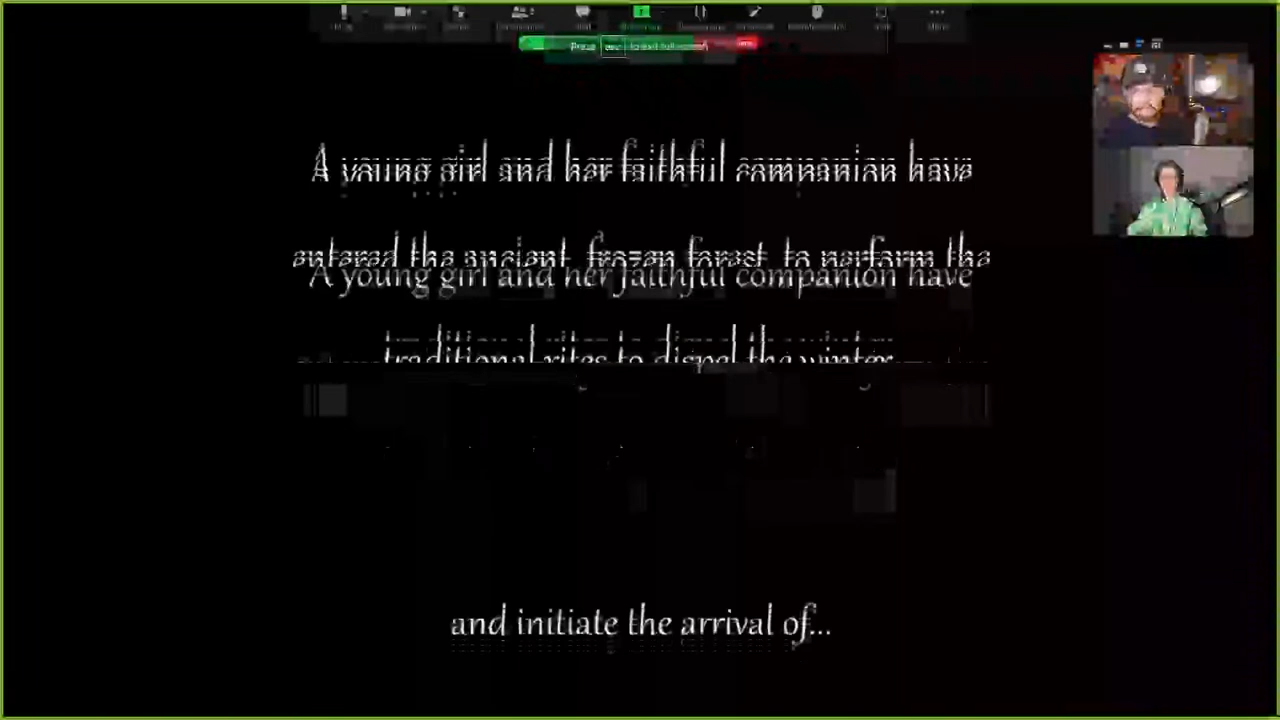 A young girl and her faithful companion have
entered the ancient frozen forest to perform the
A young girl and her faithful companion have
traditional rites to dispel the winter
and initiate the arrival of...